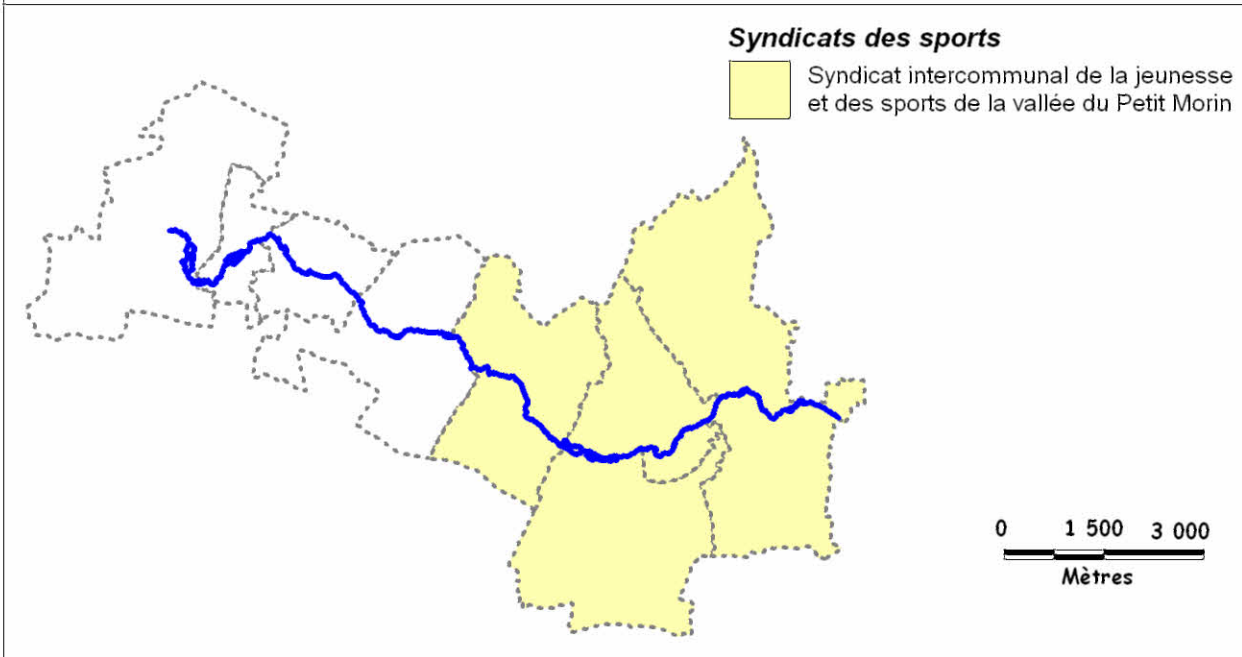 Syndicats des sports
Syndicat intercommunal de la jeunesse
et des sports de la vallée du Petit Morin
0 1 500 3 000
Mètres